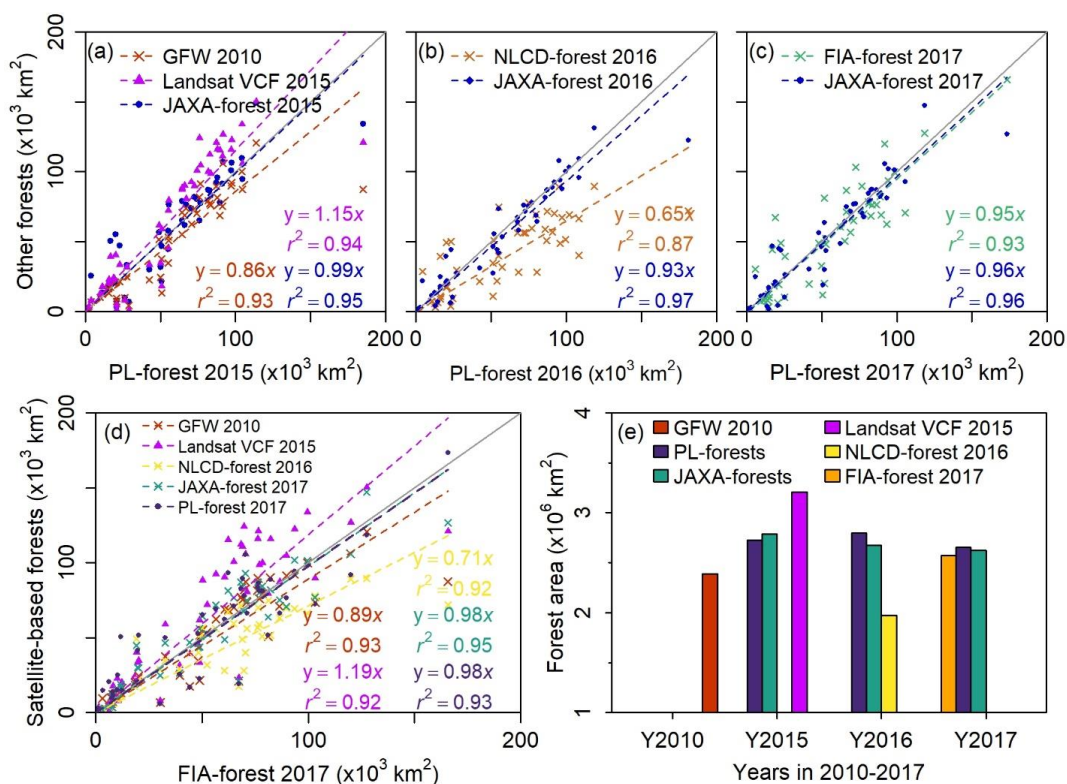 (a)
GFW 2010
Landsat VCF 2015
JAXA-forest 2015
y = 1.15x
r² = 0.94
y = 0.86x
r² = 0.93
y = 0.99x
r² = 0.95
Other forests (x10³ km²)
0
100
200
0
100
200
PL-forest 2015 (x10³ km²)
(b)
NLCD-forest 2016
JAXA-forest 2016
y = 0.65x
r² = 0.87
y = 0.93x
r² = 0.97
0
100
200
PL-forest 2016 (x10³ km²)
(c)
FIA-forest 2017
JAXA-forest 2017
y = 0.95x
r² = 0.93
y = 0.96x
r² = 0.96
0
100
200
PL-forest 2017 (x10³ km²)
(d)
GFW 2010
Landsat VCF 2015
NLCD-forest 2016
JAXA-forest 2017
PL-forest 2017
y = 0.71x
r² = 0.92
y = 0.89x
r² = 0.93
y = 0.98x
r² = 0.95
y = 1.19x
r² = 0.92
y = 0.98x
r² = 0.93
Satellite-based forests (x10³ km²)
0
100
200
0
100
200
FIA-forest 2017 (x10³ km²)
(e)
GFW 2010
PL-forests
JAXA-forests
Landsat VCF 2015
NLCD-forest 2016
FIA-forest 2017
Forest area (x10⁶ km²)
1
2
3
4
Y2010
Y2015
Y2016
Y2017
Years in 2010-2017